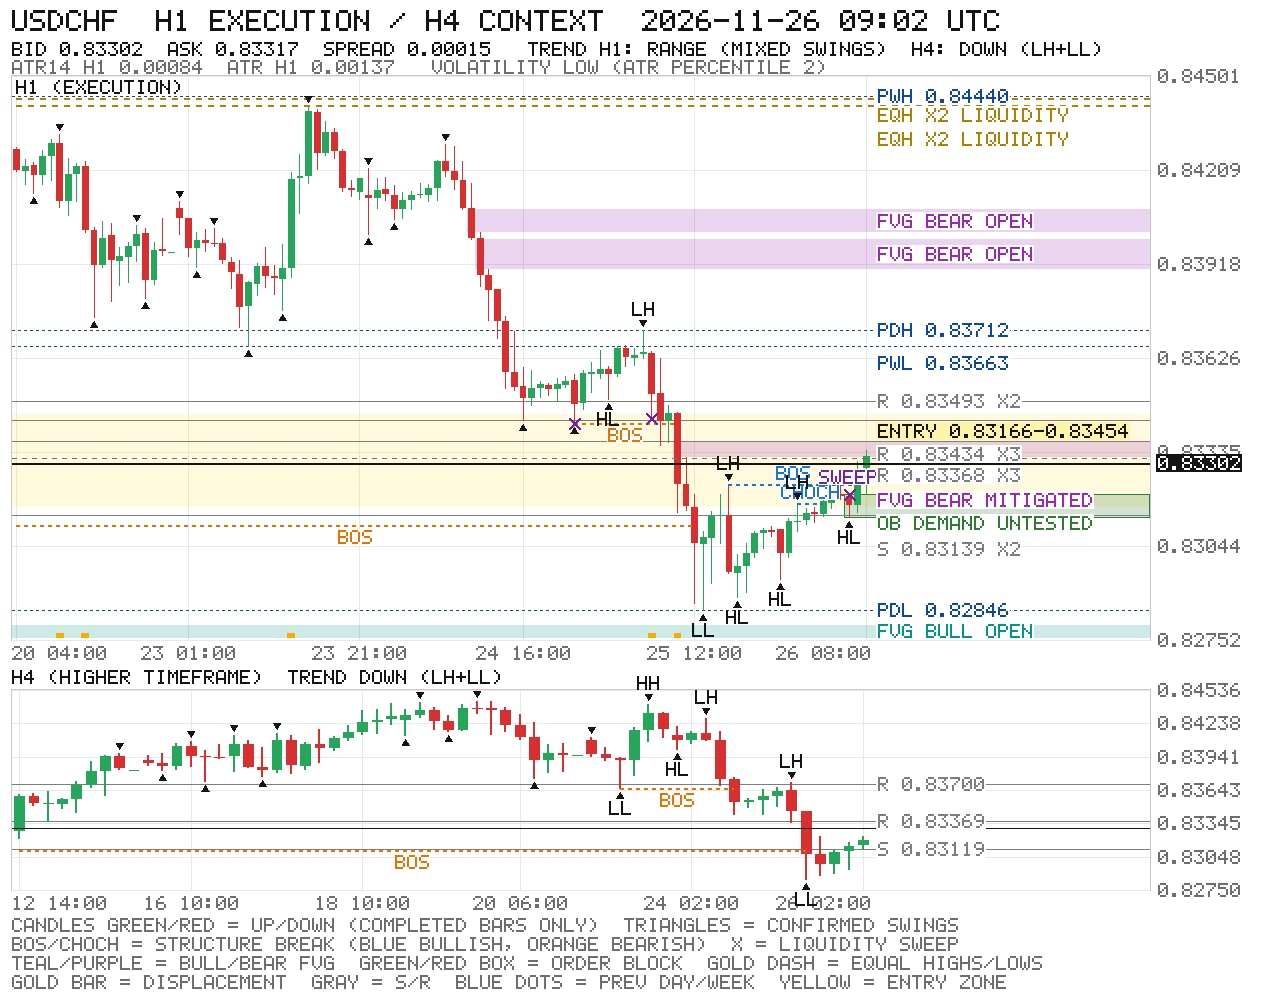 USDCHF  H1 EXECUTION / H4 CONTEXT  2026-11-26 09:02 UTC
BID 0.83302  ASK 0.83317  SPREAD 0.00015   TREND H1: RANGE (MIXED SWINGS)  H4: DOWN (LH+LL)
ATR14 H1 0.00084  ATR H1 0.00137   VOLATILITY LOW (ATR PERCENTILE 2)
H1 (EXECUTION)
0.84501
PWH 0.84440
EQH X2 LIQUIDITY
EQH X2 LIQUIDITY
0.84209
FVG BEAR OPEN
FVG BEAR OPEN
0.83918
LH
PDH 0.83712
PWL 0.83663
0.83626
R 0.83493 X2
HL
BOS
ENTRY 0.83166-0.83454
0.83335
R 0.83434 X3
0.83302
LH
BOS
LH
SWEEP
R 0.83368 X3
CHOCH
FVG BEAR MITIGATED
OB DEMAND UNTESTED
BOS
HL
0.83044
S 0.83139 X2
HL
HL
PDL 0.82846
LL
FVG BULL OPEN
0.82752
20 04:00  23 01:00  23 21:00  24 16:00  25 12:00  26 08:00
H4 (HIGHER TIMEFRAME)  TREND DOWN (LH+LL)
HH
LH
0.84536
0.84238
HL
LH
0.83941
R 0.83700
0.83643
LL
BOS
R 0.83369
0.83345
S 0.83119
0.83048
BOS
LL
0.82750
12 14:00  16 10:00  18 10:00  20 06:00  24 02:00  26 02:00
CANDLES GREEN/RED = UP/DOWN (COMPLETED BARS ONLY)  TRIANGLES = CONFIRMED SWINGS
BOS/CHOCH = STRUCTURE BREAK (BLUE BULLISH, ORANGE BEARISH)  X = LIQUIDITY SWEEP
TEAL/PURPLE = BULL/BEAR FVG  GREEN/RED BOX = ORDER BLOCK  GOLD DASH = EQUAL HIGHS/LOWS
GOLD BAR = DISPLACEMENT  GRAY = S/R  BLUE DOTS = PREV DAY/WEEK  YELLOW = ENTRY ZONE